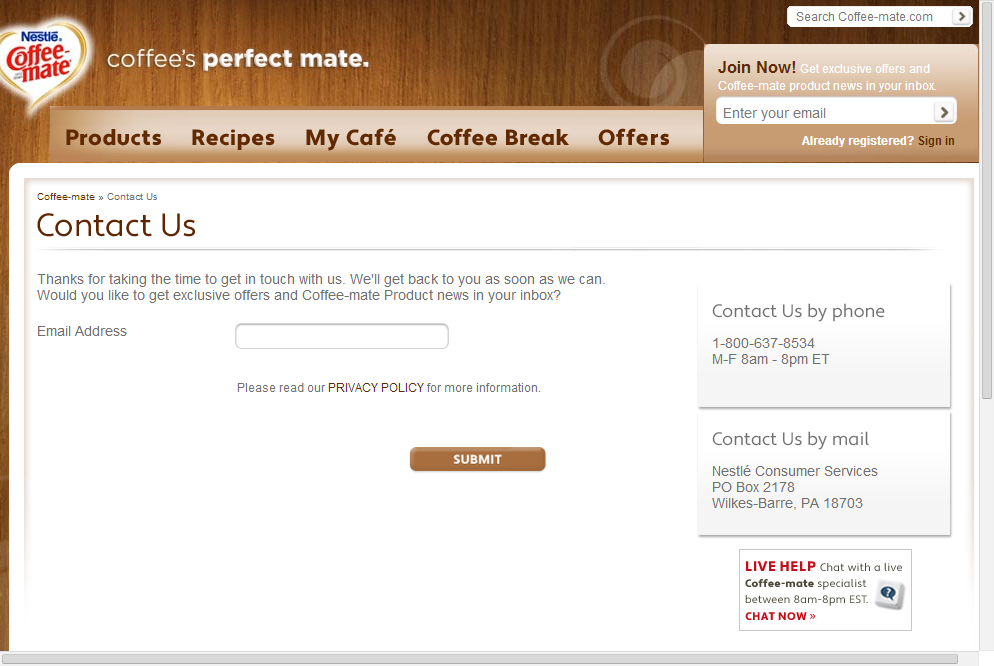 Search Coffee-mate.com
Nestlé®
Coffee-
mate
coffee's perfect mate.
Join Now! Get exclusive offers and
Coffee-mate product news in your inbox.
Enter your email
Already registered? Sign in
Products Recipes My Café Coffee Break Offers
Coffee-mate » Contact Us
Contact Us
Thanks for taking the time to get in touch with us. We'll get back to you as soon as we can.
Would you like to get exclusive offers and Coffee-mate Product news in your inbox?
Email Address
Please read our PRIVACY POLICY for more information.
SUBMIT
Contact Us by phone
1-800-637-8534
M-F 8am - 8pm ET
Contact Us by mail
Nestlé Consumer Services
PO Box 2178
Wilkes-Barre, PA 18703
LIVE HELP Chat with a live
Coffee-mate specialist
between 8am-8pm EST.
CHAT NOW »